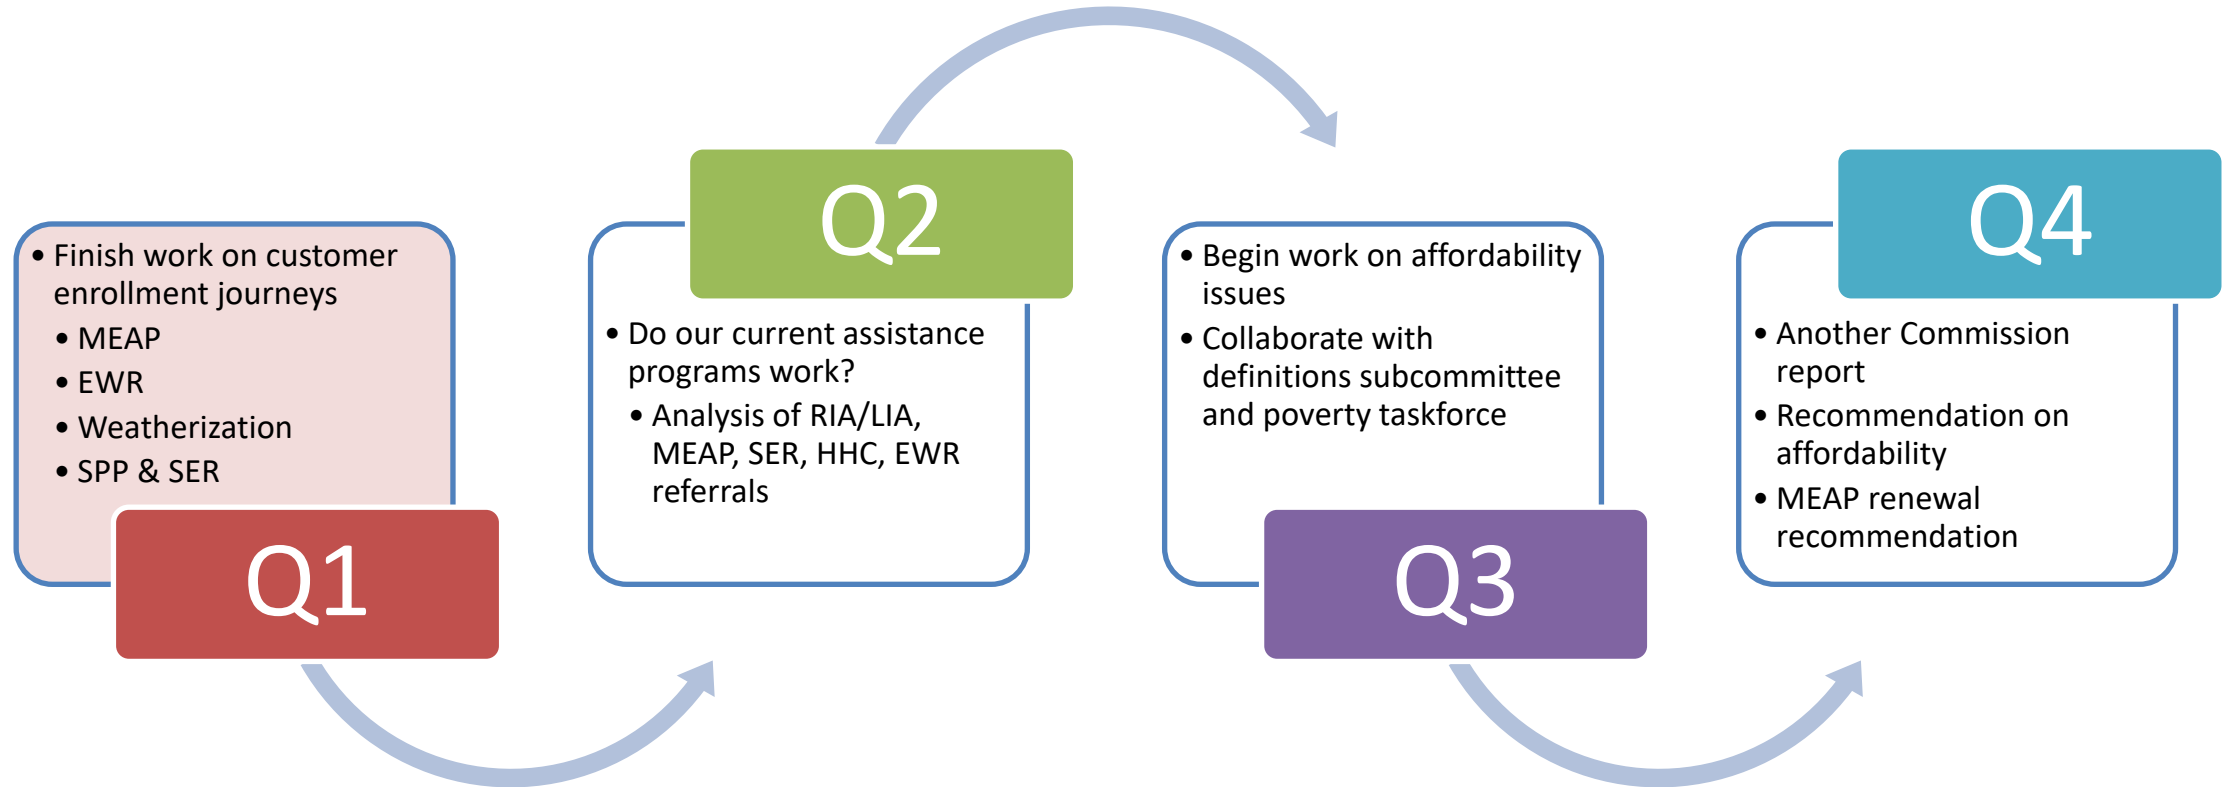 • Finish work on customer
enrollment journeys
• MEAP
• EWR
• Weatherization
• SPP & SER
Q1
Q2
• Do our current assistance
programs work?
• Analysis of RIA/LIA,
MEAP, SER, HHC, EWR
referrals
• Begin work on affordability
issues
• Collaborate with
definitions subcommittee
and poverty taskforce
Q3
Q4
• Another Commission
report
• Recommendation on
affordability
• MEAP renewal
recommendation